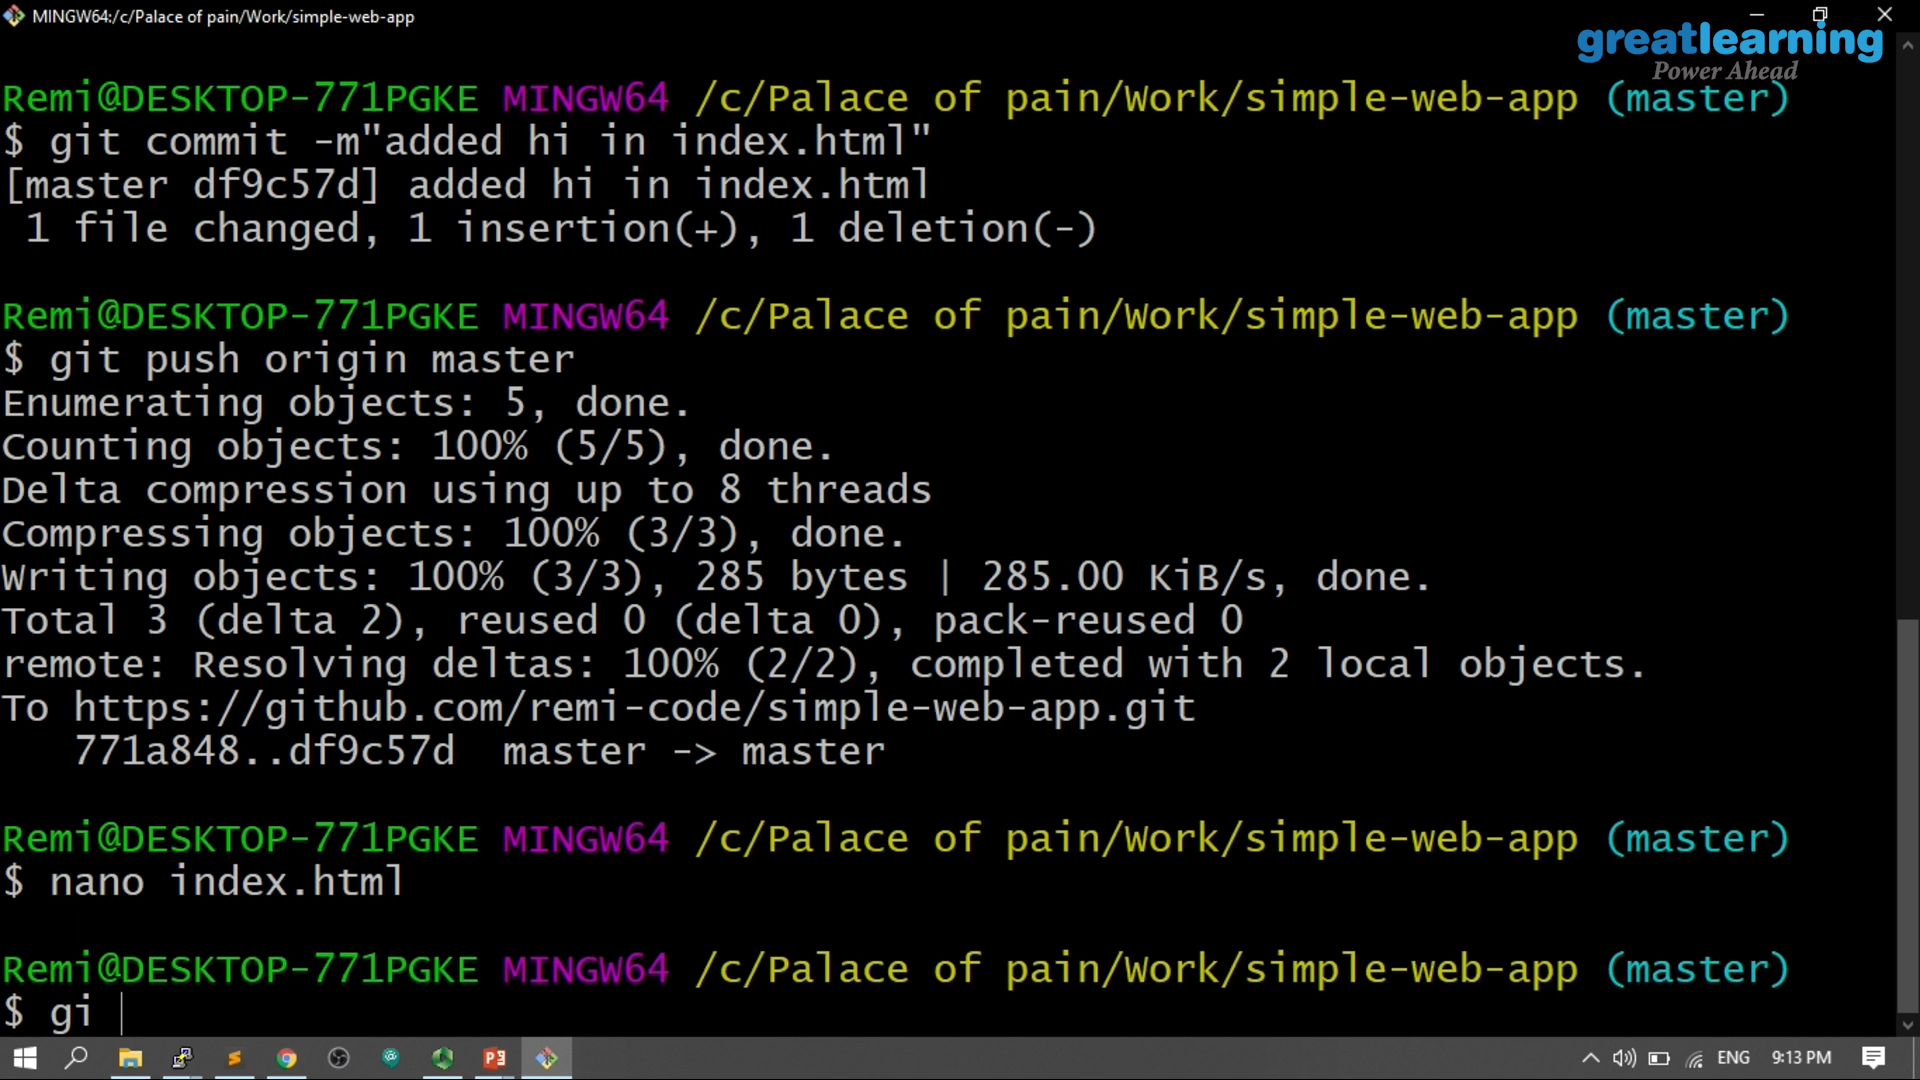 MINGW64:/c/Palace of pain/Work/simple-web-app
greatlearning
Power Ahead
Remi@DESKTOP-771PGKE MINGW64 /c/Palace of pain/Work/simple-web-app (master)
$ git commit -m"added hi in index.html"
[master df9c57d] added hi in index.html
 1 file changed, 1 insertion(+), 1 deletion(-)
Remi@DESKTOP-771PGKE MINGW64 /c/Palace of pain/Work/simple-web-app (master)
$ git push origin master
Enumerating objects: 5, done.
Counting objects: 100% (5/5), done.
Delta compression using up to 8 threads
Compressing objects: 100% (3/3), done.
Writing objects: 100% (3/3), 285 bytes | 285.00 KiB/s, done.
Total 3 (delta 2), reused 0 (delta 0), pack-reused 0
remote: Resolving deltas: 100% (2/2), completed with 2 local objects.
To https://github.com/remi-code/simple-web-app.git
   771a848..df9c57d  master -> master
Remi@DESKTOP-771PGKE MINGW64 /c/Palace of pain/Work/simple-web-app (master)
$ nano index.html
Remi@DESKTOP-771PGKE MINGW64 /c/Palace of pain/Work/simple-web-app (master)
$ gi
ENG 9:13 PM